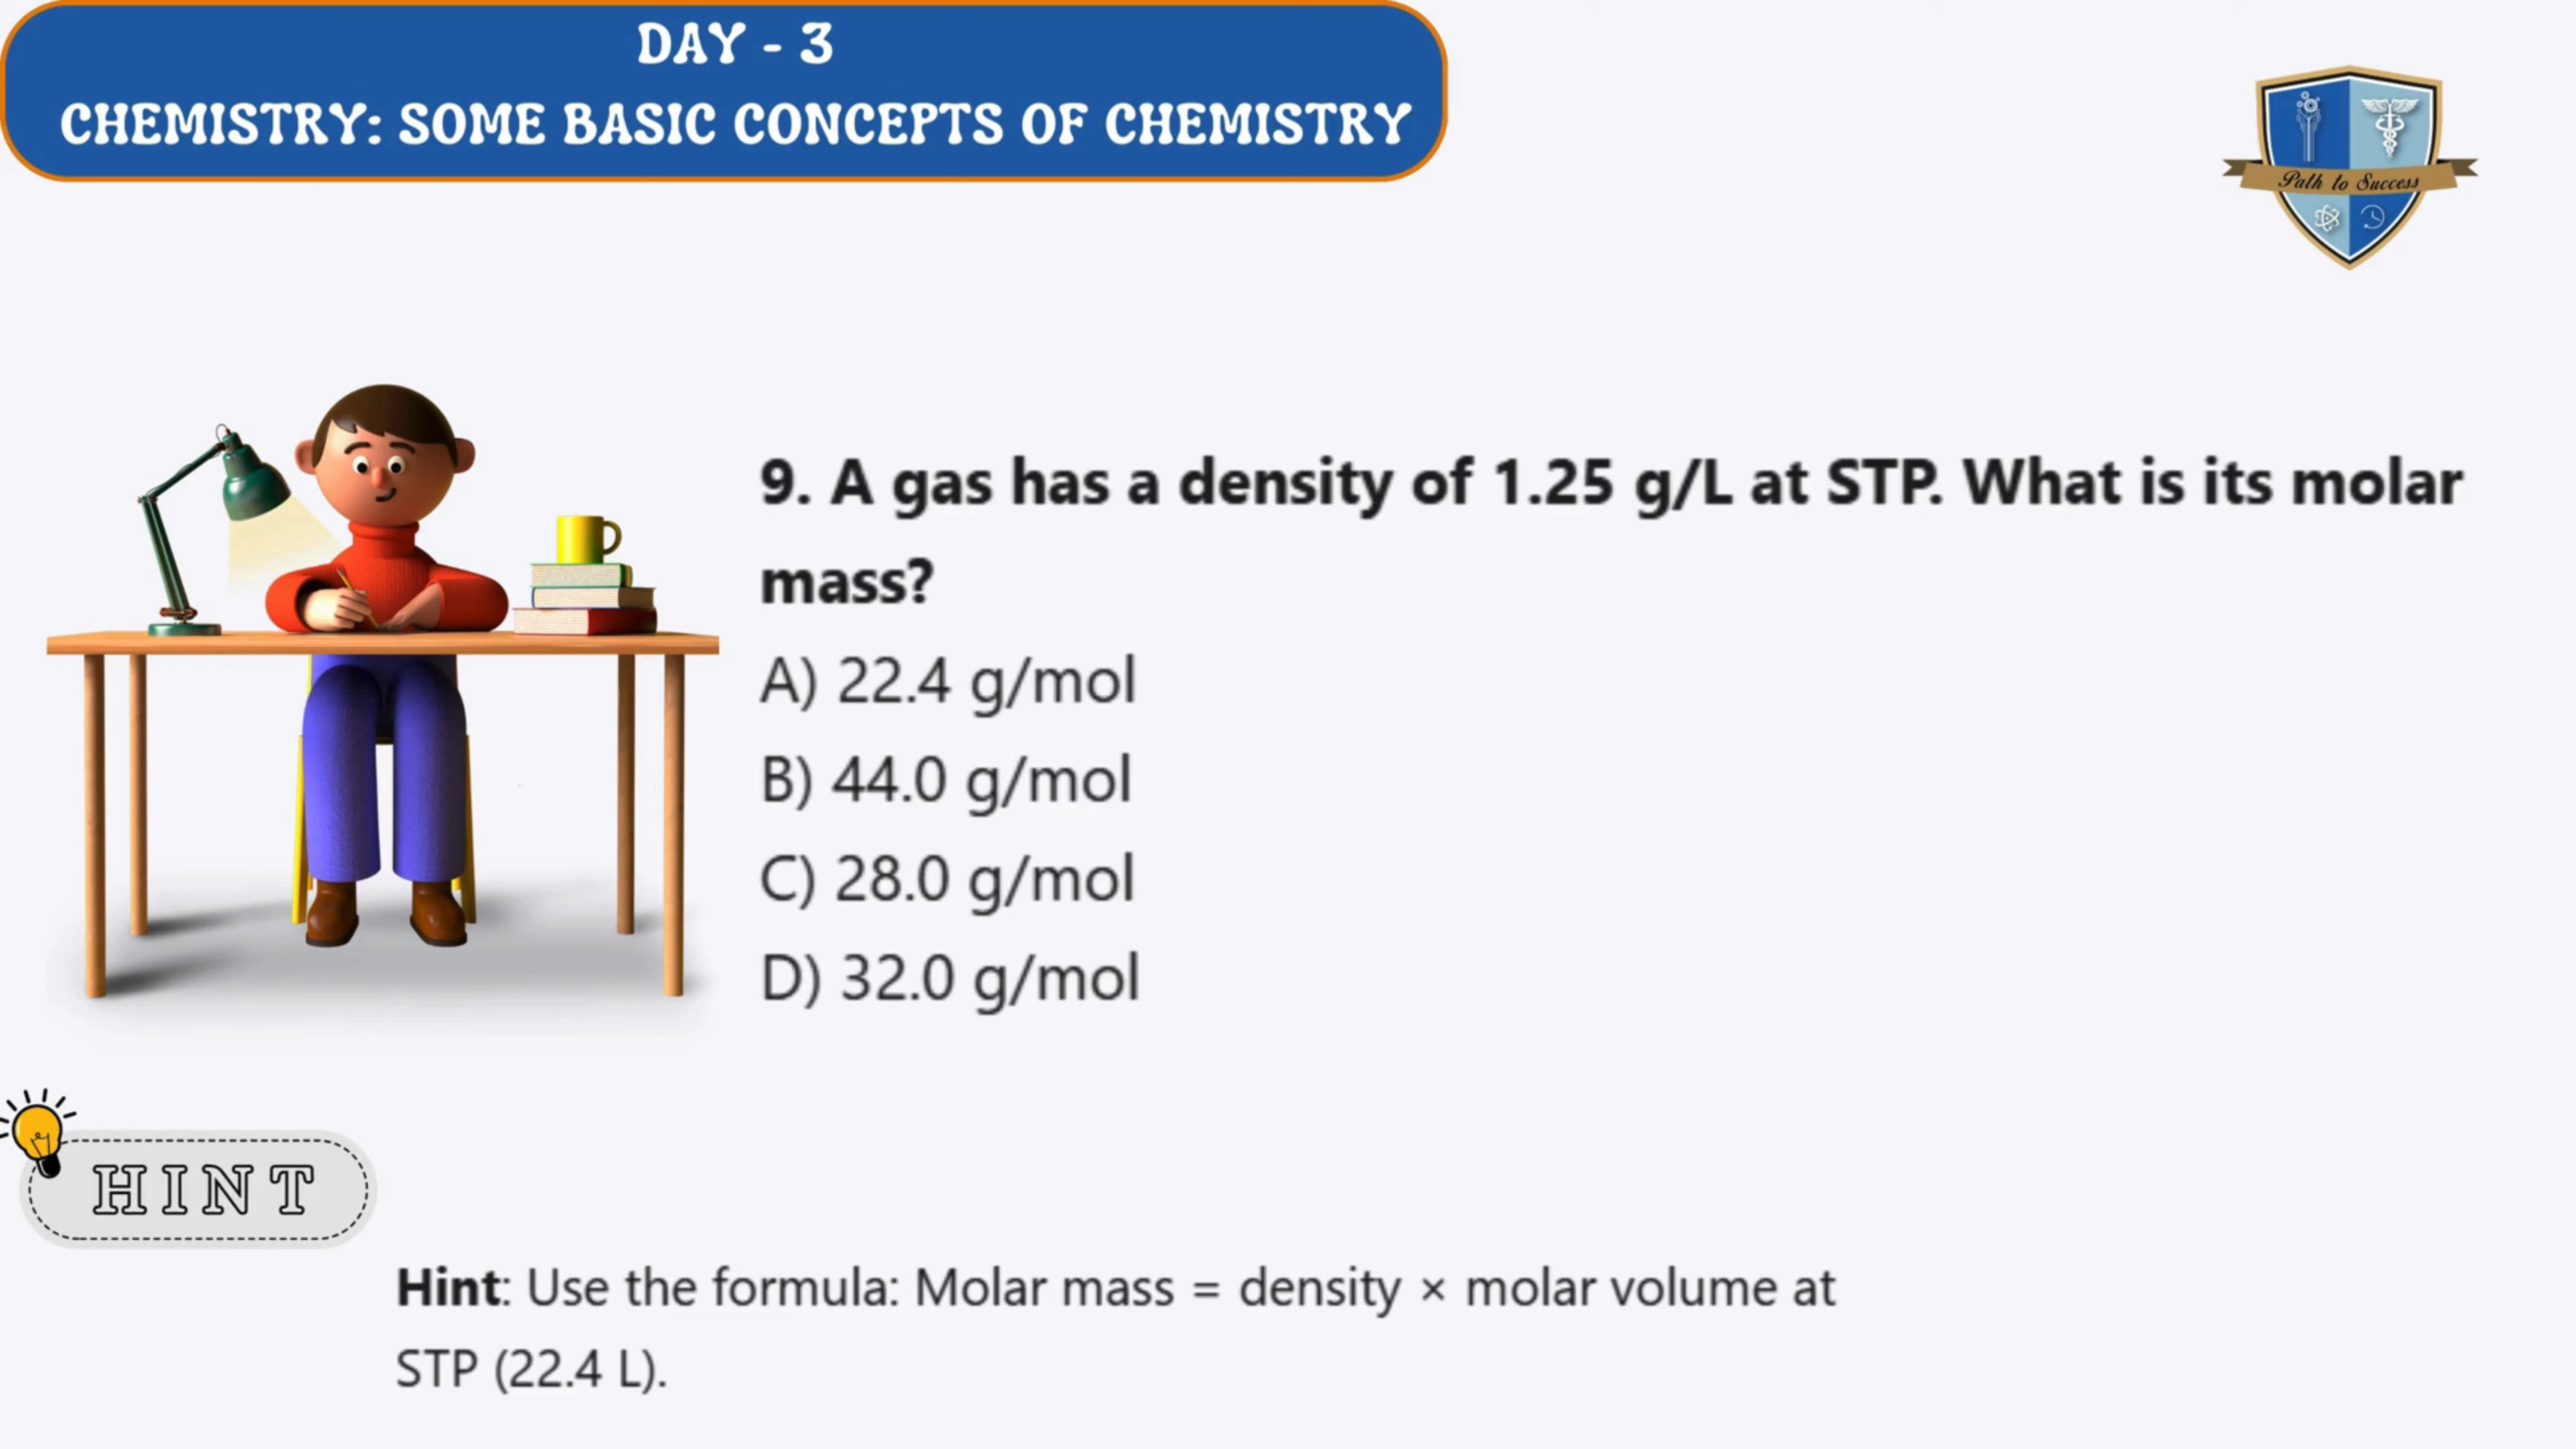 DAY - 3
CHEMISTRY: SOME BASIC CONCEPTS OF CHEMISTRY
Path to Success
9. A gas has a density of 1.25 g/L at STP. What is its molar
mass?
A) 22.4 g/mol
B) 44.0 g/mol
C) 28.0 g/mol
D) 32.0 g/mol
HINT
Hint: Use the formula: Molar mass = density × molar volume at
STP (22.4 L).